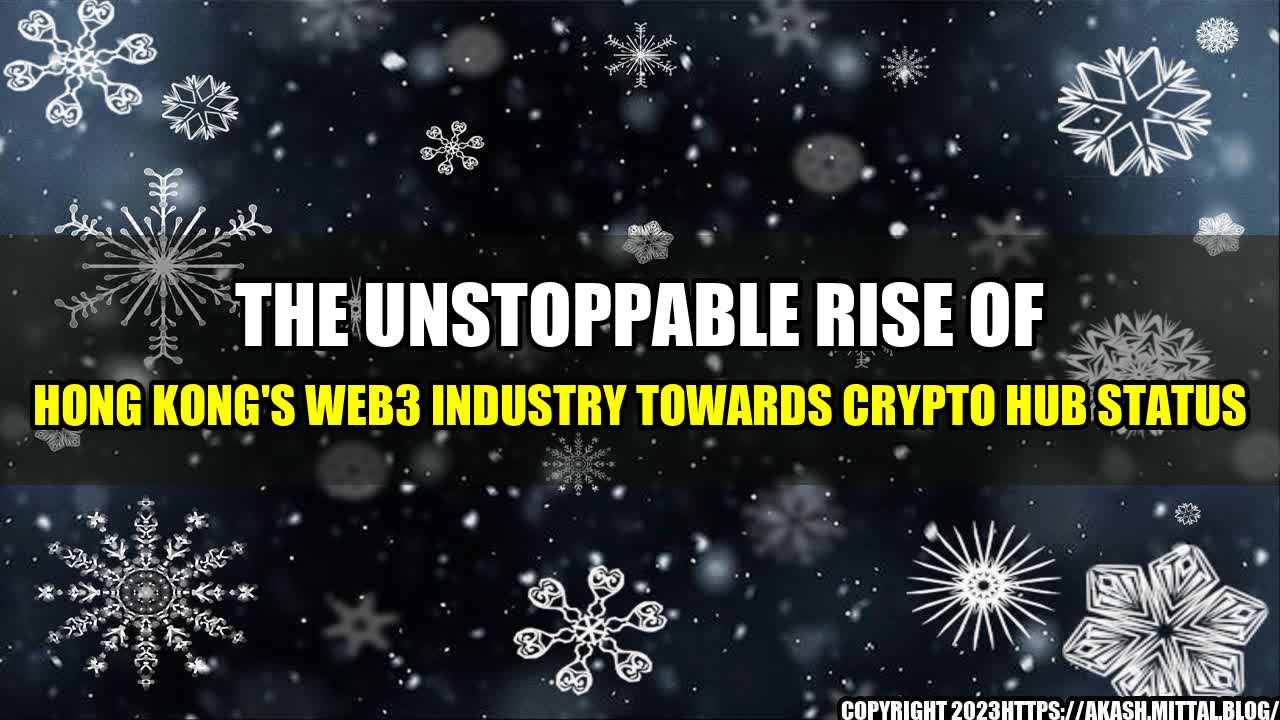 THE UNSTOPPABLE RISE OF
HONG KONG'S WEB3 INDUSTRY TOWARDS CRYPTO HUB STATUS
COPYRIGHT 2023HTTPS://AKASH.MITTAL.BLOG/